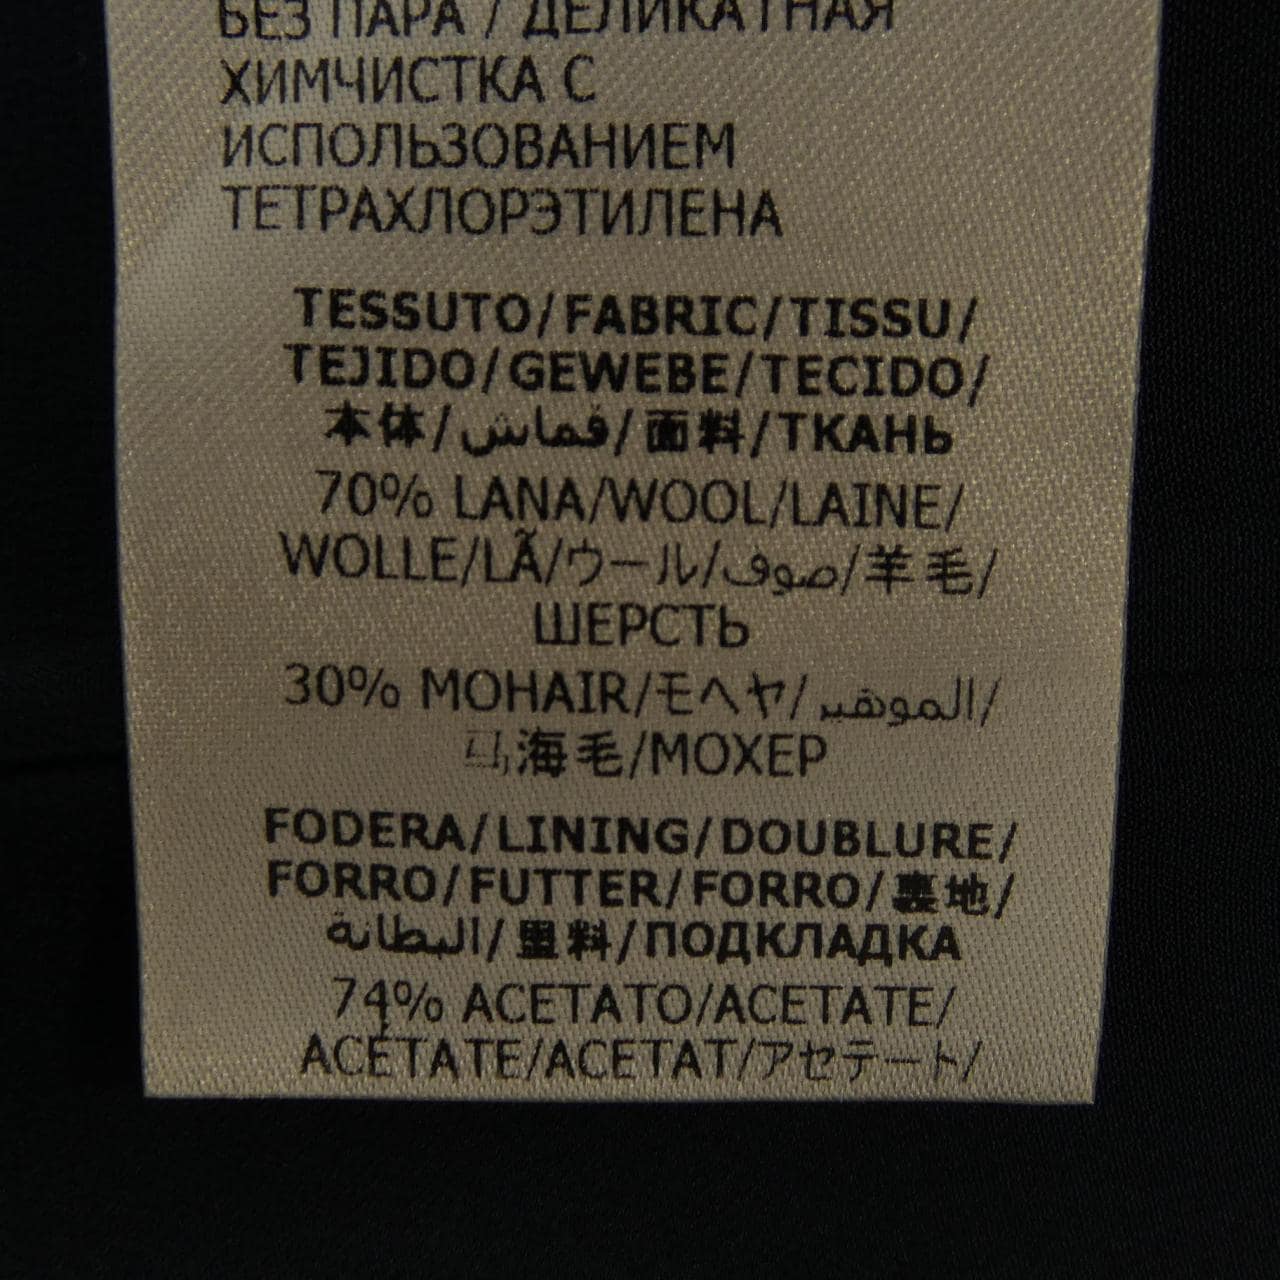 БЕЗ ПАРА / ДЕЛИКАТНАЯ
ХИМЧИСТКА С
ИСПОЛЬЗОВАНИЕМ
ТЕТРАХЛОРЭТИЛЕНА
TESSUTO/FABRIC/TISSU/
TEJIDO/GEWEBE/TECIDO/
本体/قماش/面料/ТКАНЬ
70% LANA/WOOL/LAINE/
WOLLE/LÃ/ウール/صوف/羊毛/
ШЕРСТЬ
30% MOHAIR/モヘヤ/الموهير/
马海毛/МОХЕР
FODERA/LINING/DOUBLURE/
FORRO/FUTTER/FORRO/裏地/
البطانة/里料/ПОДКЛАДКА
74% ACETATO/ACETATE/
ACÉTATE/ACETAT/アセテート/